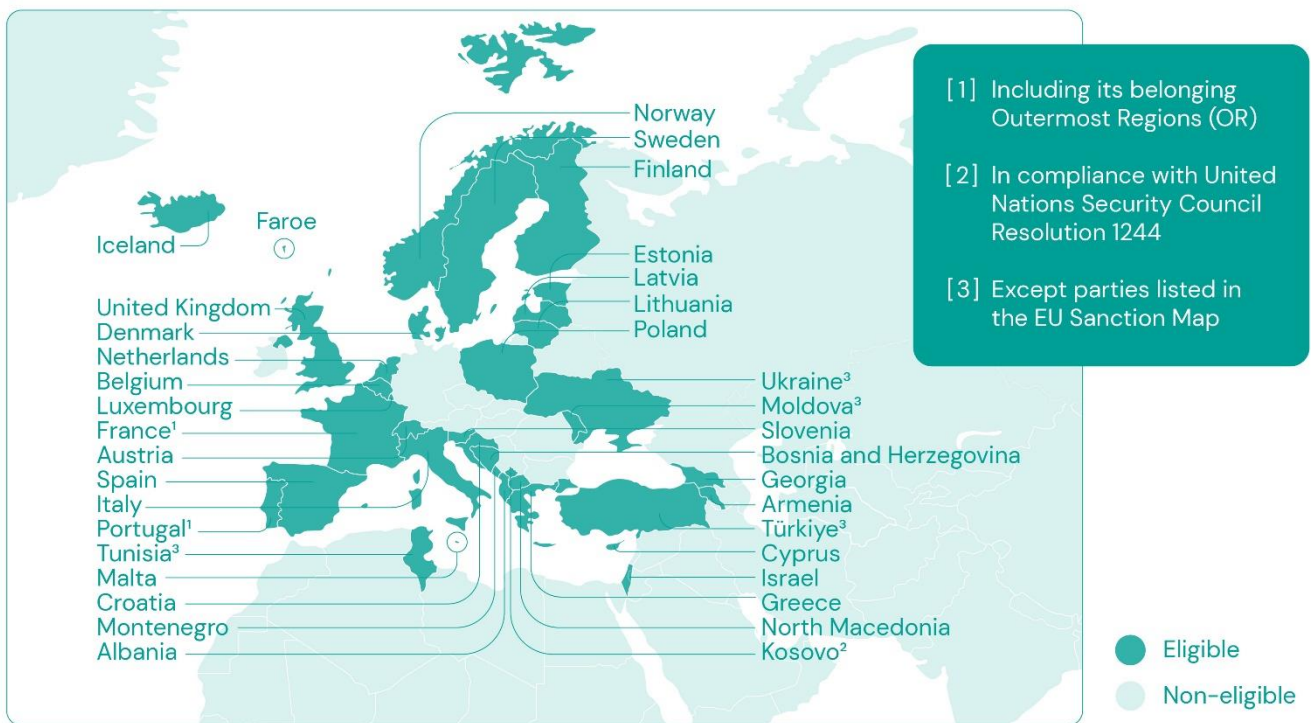 Norway
Sweden
Finland
Faroe
Iceland
Estonia
Latvia
Lithuania
Poland
United Kingdom
Denmark
Netherlands
Belgium
Luxembourg
France¹
Austria
Spain
Italy
Portugal¹
Tunisia³
Malta
Croatia
Montenegro
Albania
Ukraine³
Moldova³
Slovenia
Bosnia and Herzegovina
Georgia
Armenia
Türkiye³
Cyprus
Israel
Greece
North Macedonia
Kosovo²
[1] Including its belonging
Outermost Regions (OR)
[2] In compliance with United
Nations Security Council
Resolution 1244
[3] Except parties listed in
the EU Sanction Map
Eligible
Non-eligible